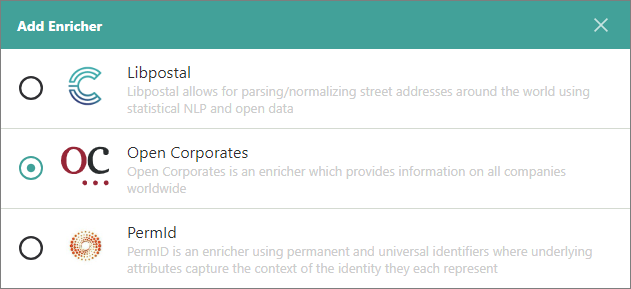 Add Enricher
Libpostal
Libpostal allows for parsing/normalizing street addresses around the world using
statistical NLP and open data
oc
Open Corporates
Open Corporates is an enricher which provides information on all companies
worldwide
PermId
PermID is an enricher using permanent and universal identifiers where underlying
attributes capture the context of the identity they each represent